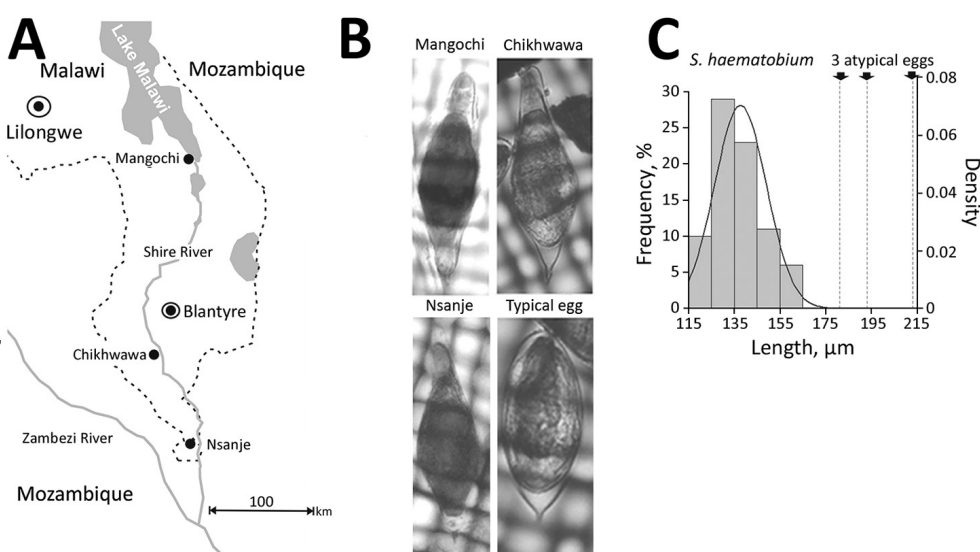 A
Lake Malawi
Malawi
Mozambique
Lilongwe
Mangochi
Shire River
Blantyre
Chikhwawa
Zambezi River
Nsanje
Mozambique
100
km
B
Mangochi
Chikhwawa
Nsanje
Typical egg
C
S. haematobium
3 atypical eggs
Frequency, %
30
25
20
15
10
5
0
0.08
0.06
0.04
0.02
0
Density
115 135 155 175 195 215
Length, µm